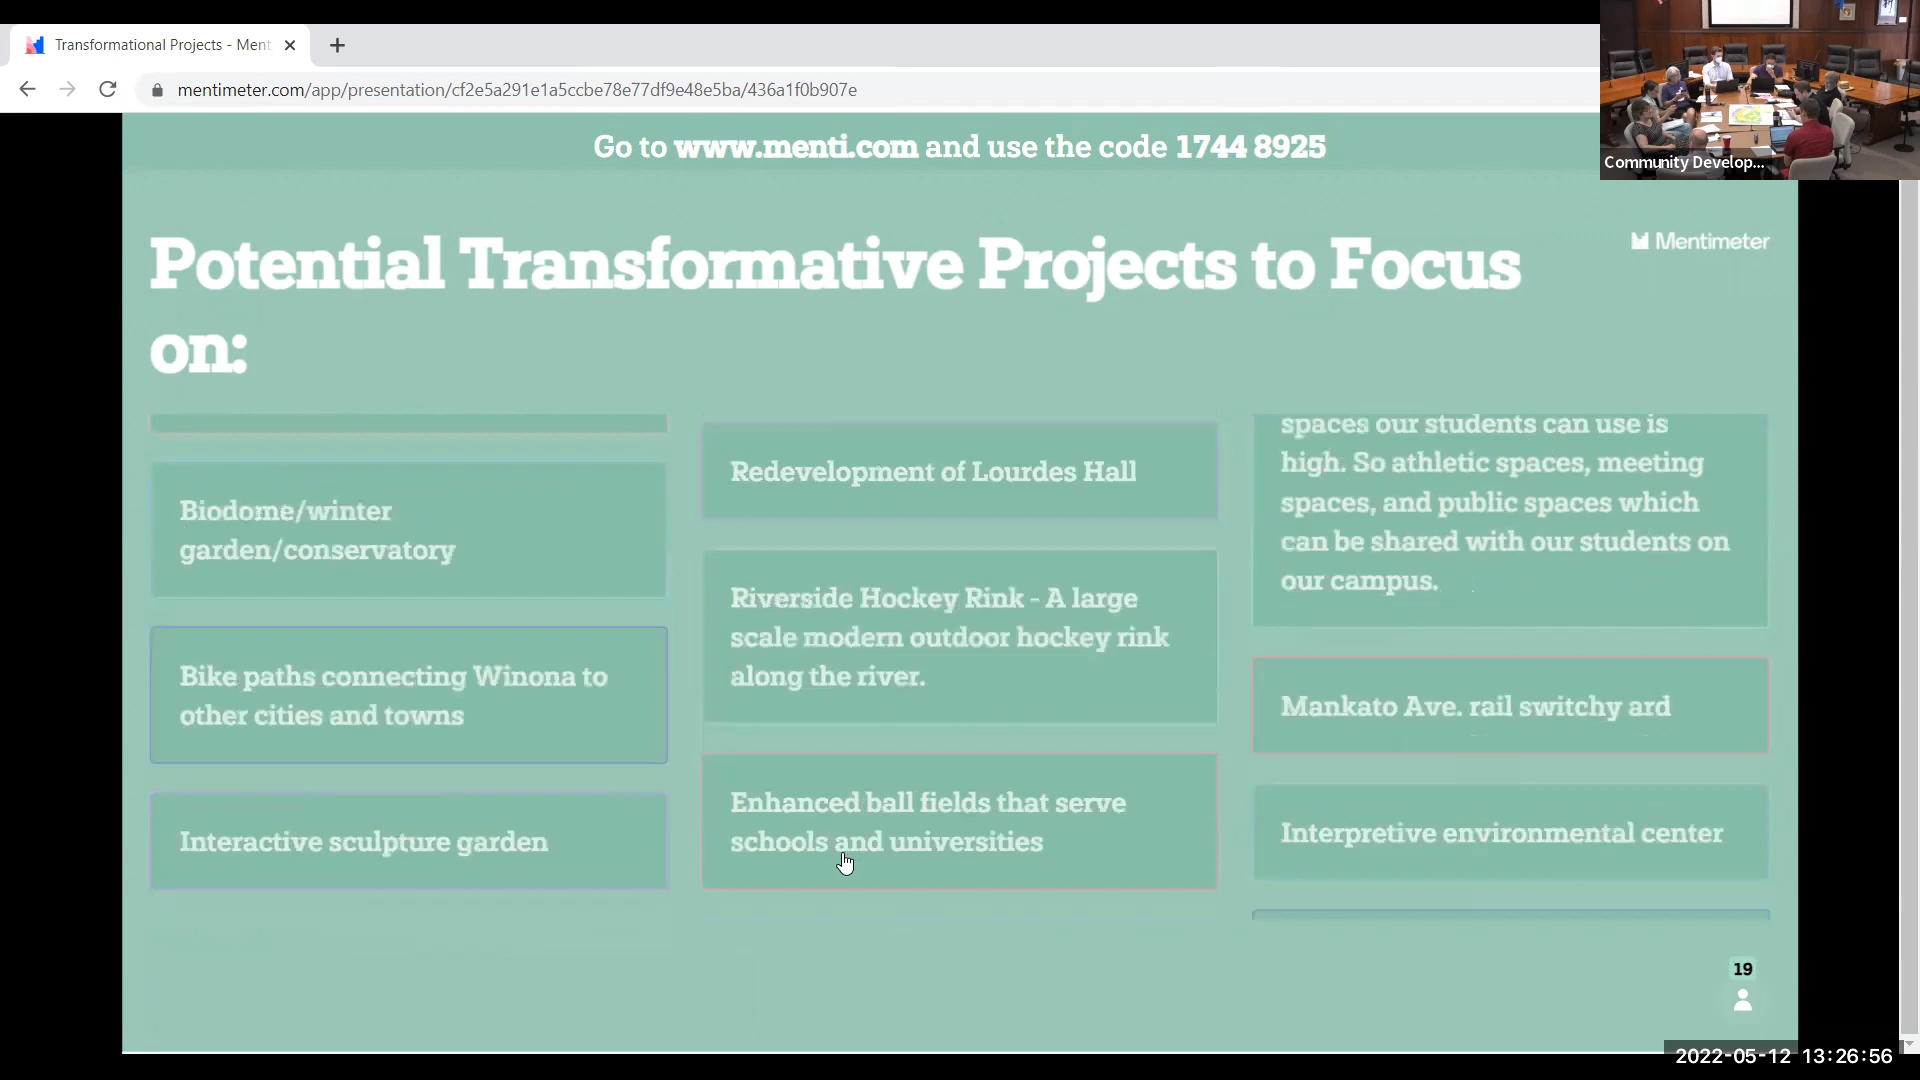 Transformational Projects - Ment
mentimeter.com/app/presentation/cf2e5a291e1a5ccbe78e77df9e48e5ba/436a1f0b907e
Community Develop...
Go to www.menti.com and use the code 1744 8925
Mentimeter
Potential Transformative Projects to Focus
on:
Biodome/winter
garden/conservatory
Bike paths connecting Winona to
other cities and towns
Interactive sculpture garden
Redevelopment of Lourdes Hall
Riverside Hockey Rink - A large
scale modern outdoor hockey rink
along the river.
Enhanced ball fields that serve
schools and universities
spaces our students can use is
high. So athletic spaces, meeting
spaces, and public spaces which
can be shared with our students on
our campus.
Mankato Ave. rail switchy ard
Interpretive environmental center
19
2022-05-12 13:26:56